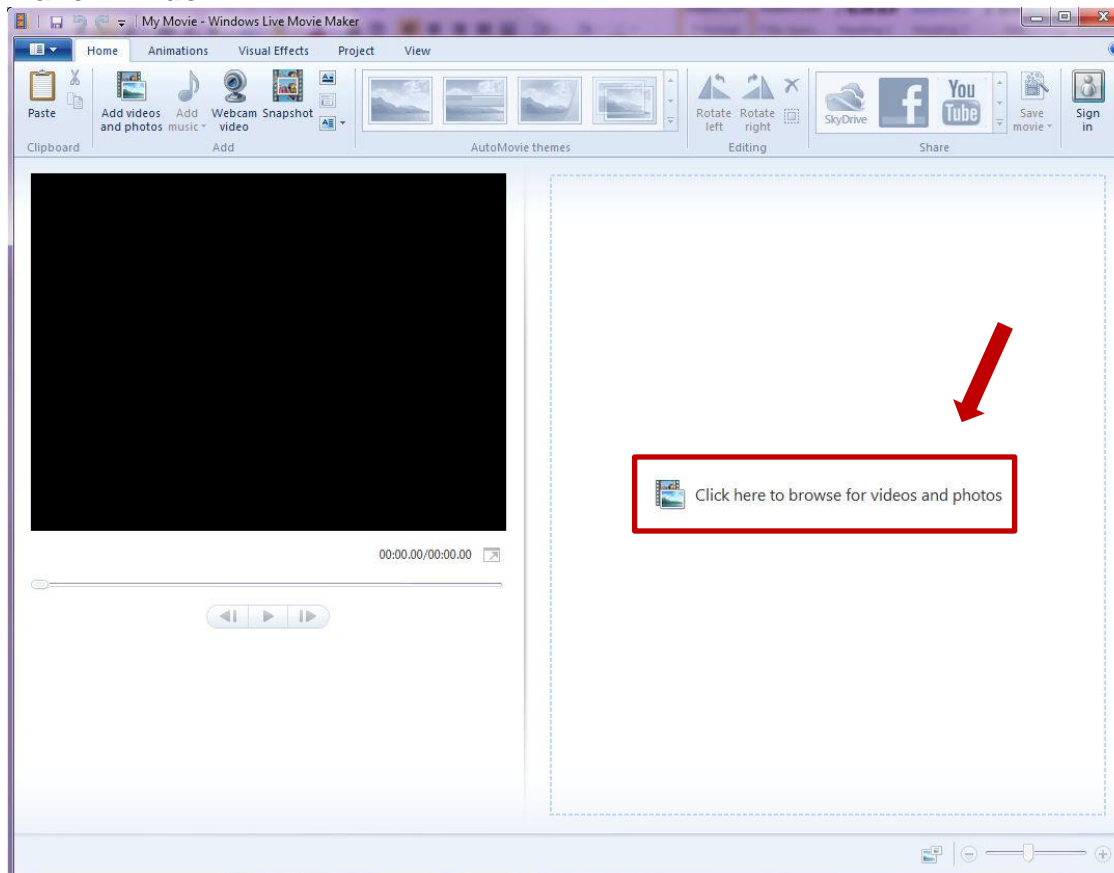 My Movie - Windows Live Movie Maker
Home Animations Visual Effects Project View
Paste
Add videos and photos
Add music
Webcam video
Snapshot
Rotate left
Rotate right
SkyDrive
f
You Tube
Save movie
Sign in
Clipboard Add AutoMovie themes Editing Share
Click here to browse for videos and photos
00:00.00/00:00.00